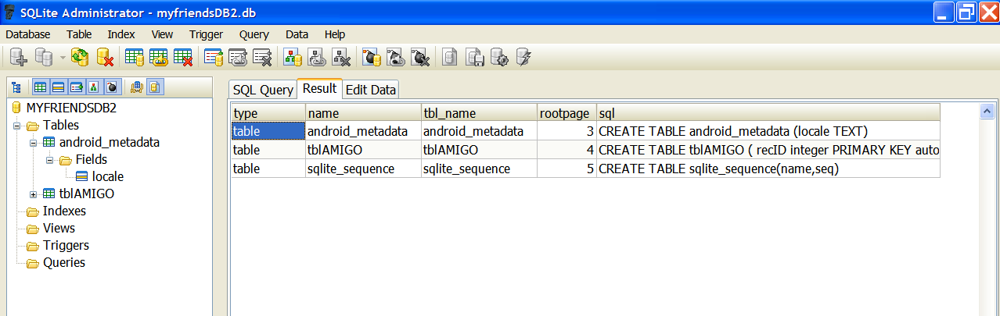 SQLite Administrator - myfriendsDB2.db
Database Table Index View Trigger Query Data Help
MYFRIENDSDB2
Tables
android_metadata
Fields
locale
tblAMIGO
Indexes
Views
Triggers
Queries
SQL Query Result Edit Data
type name tbl_name rootpage sql
table android_metadata android_metadata 3 CREATE TABLE android_metadata (locale TEXT)
table tblAMIGO tblAMIGO 4 CREATE TABLE tblAMIGO ( recID integer PRIMARY KEY auto
table sqlite_sequence sqlite_sequence 5 CREATE TABLE sqlite_sequence(name,seq)